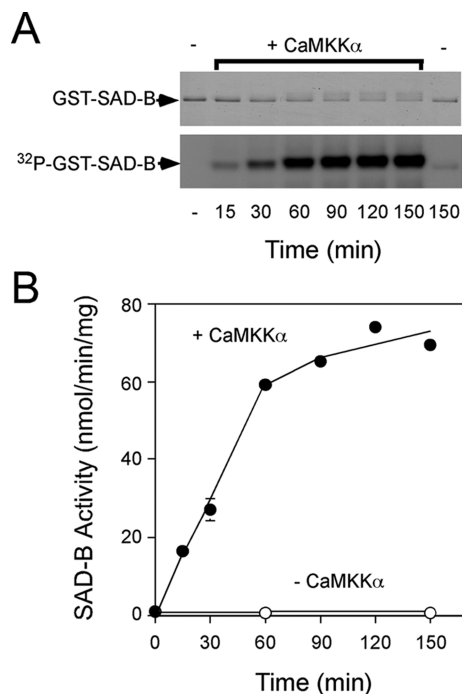 A
- + CaMKKα -
GST-SAD-B
32P-GST-SAD-B
- 15 30 60 90 120 150 150
Time (min)
B
80
+ CaMKKα
60
40
20
- CaMKKα
0
0 30 60 90 120 150
SAD-B Activity (nmol/min/mg)
Time (min)